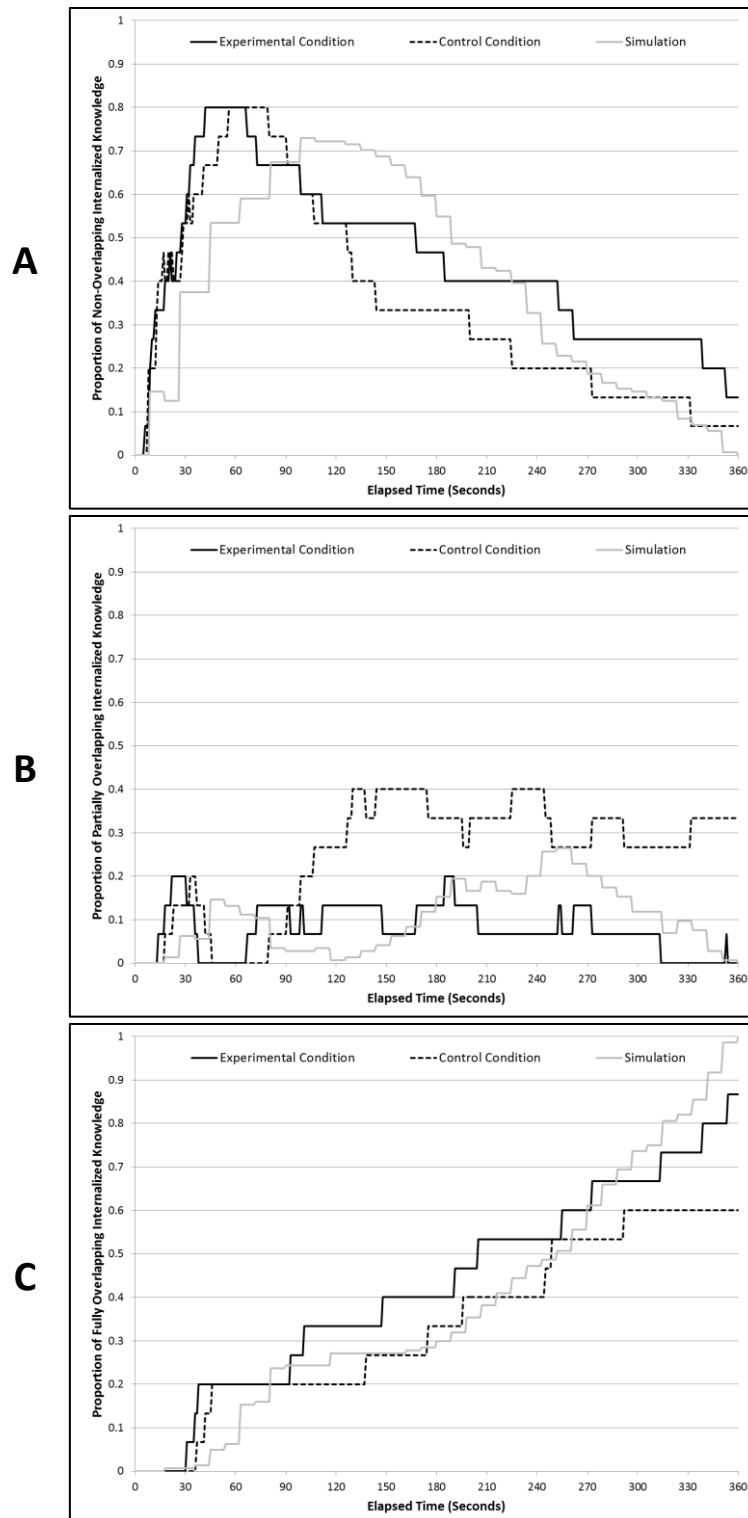 A
Experimental Condition Control Condition Simulation
Proportion of Non-Overlapping Internalized Knowledge
1
0.9
0.8
0.7
0.6
0.5
0.4
0.3
0.2
0.1
0
0 30 60 90 120 150 180 210 240 270 300 330 360
Elapsed Time (Seconds)
B
Experimental Condition Control Condition Simulation
Proportion of Partially Overlapping Internalized Knowledge
1
0.9
0.8
0.7
0.6
0.5
0.4
0.3
0.2
0.1
0
0 30 60 90 120 150 180 210 240 270 300 330 360
Elapsed Time (Seconds)
C
Experimental Condition Control Condition Simulation
Proportion of Fully Overlapping Internalized Knowledge
1
0.9
0.8
0.7
0.6
0.5
0.4
0.3
0.2
0.1
0
0 30 60 90 120 150 180 210 240 270 300 330 360
Elapsed Time (Seconds)